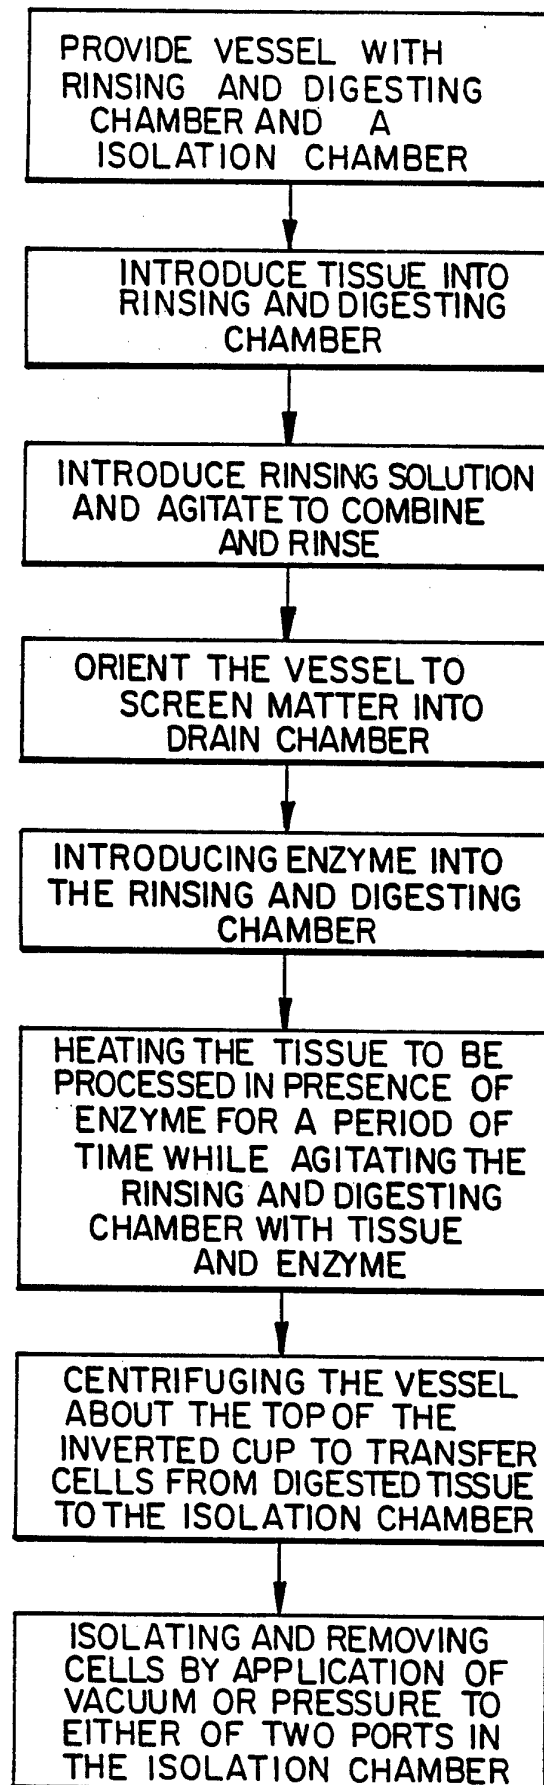 PROVIDE VESSEL WITH
RINSING AND DIGESTING
CHAMBER AND A
ISOLATION CHAMBER
INTRODUCE TISSUE INTO
RINSING AND DIGESTING
CHAMBER
INTRODUCE RINSING SOLUTION
AND AGITATE TO COMBINE
AND RINSE
ORIENT THE VESSEL TO
SCREEN MATTER INTO
DRAIN CHAMBER
INTRODUCING ENZYME INTO
THE RINSING AND DIGESTING
CHAMBER
HEATING THE TISSUE TO BE
PROCESSED IN PRESENCE OF
ENZYME FOR A PERIOD OF
TIME WHILE AGITATING THE
RINSING AND DIGESTING
CHAMBER WITH TISSUE
AND ENZYME
CENTRIFUGING THE VESSEL
ABOUT THE TOP OF THE
INVERTED CUP TO TRANSFER
CELLS FROM DIGESTED TISSUE
TO THE ISOLATION CHAMBER
ISOLATING AND REMOVING
CELLS BY APPLICATION OF
VACUUM OR PRESSURE TO
EITHER OF TWO PORTS IN
THE ISOLATION CHAMBER